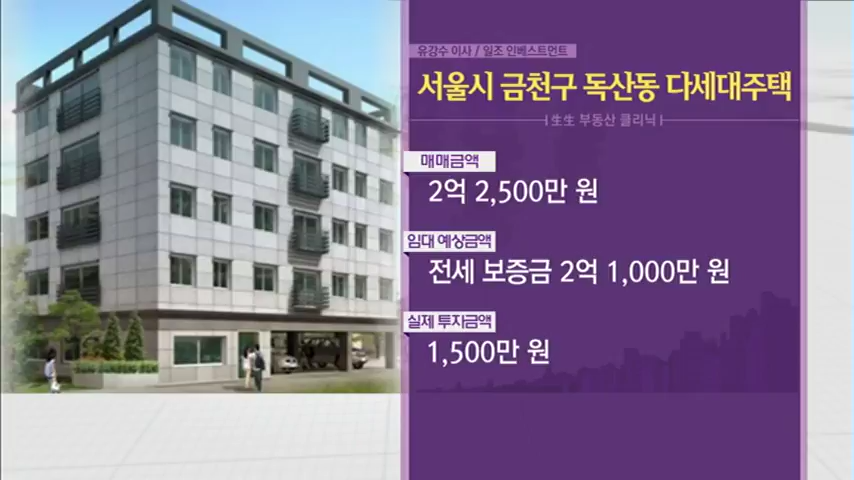 유강수 이사 / 일조 인베스트먼트
서울시 금천구 독산동 다세대주택
生生 부동산 클리닉
매매금액
2억 2,500만 원
임대 예상금액
전세 보증금 2억 1,000만 원
실제 투자금액
1,500만 원